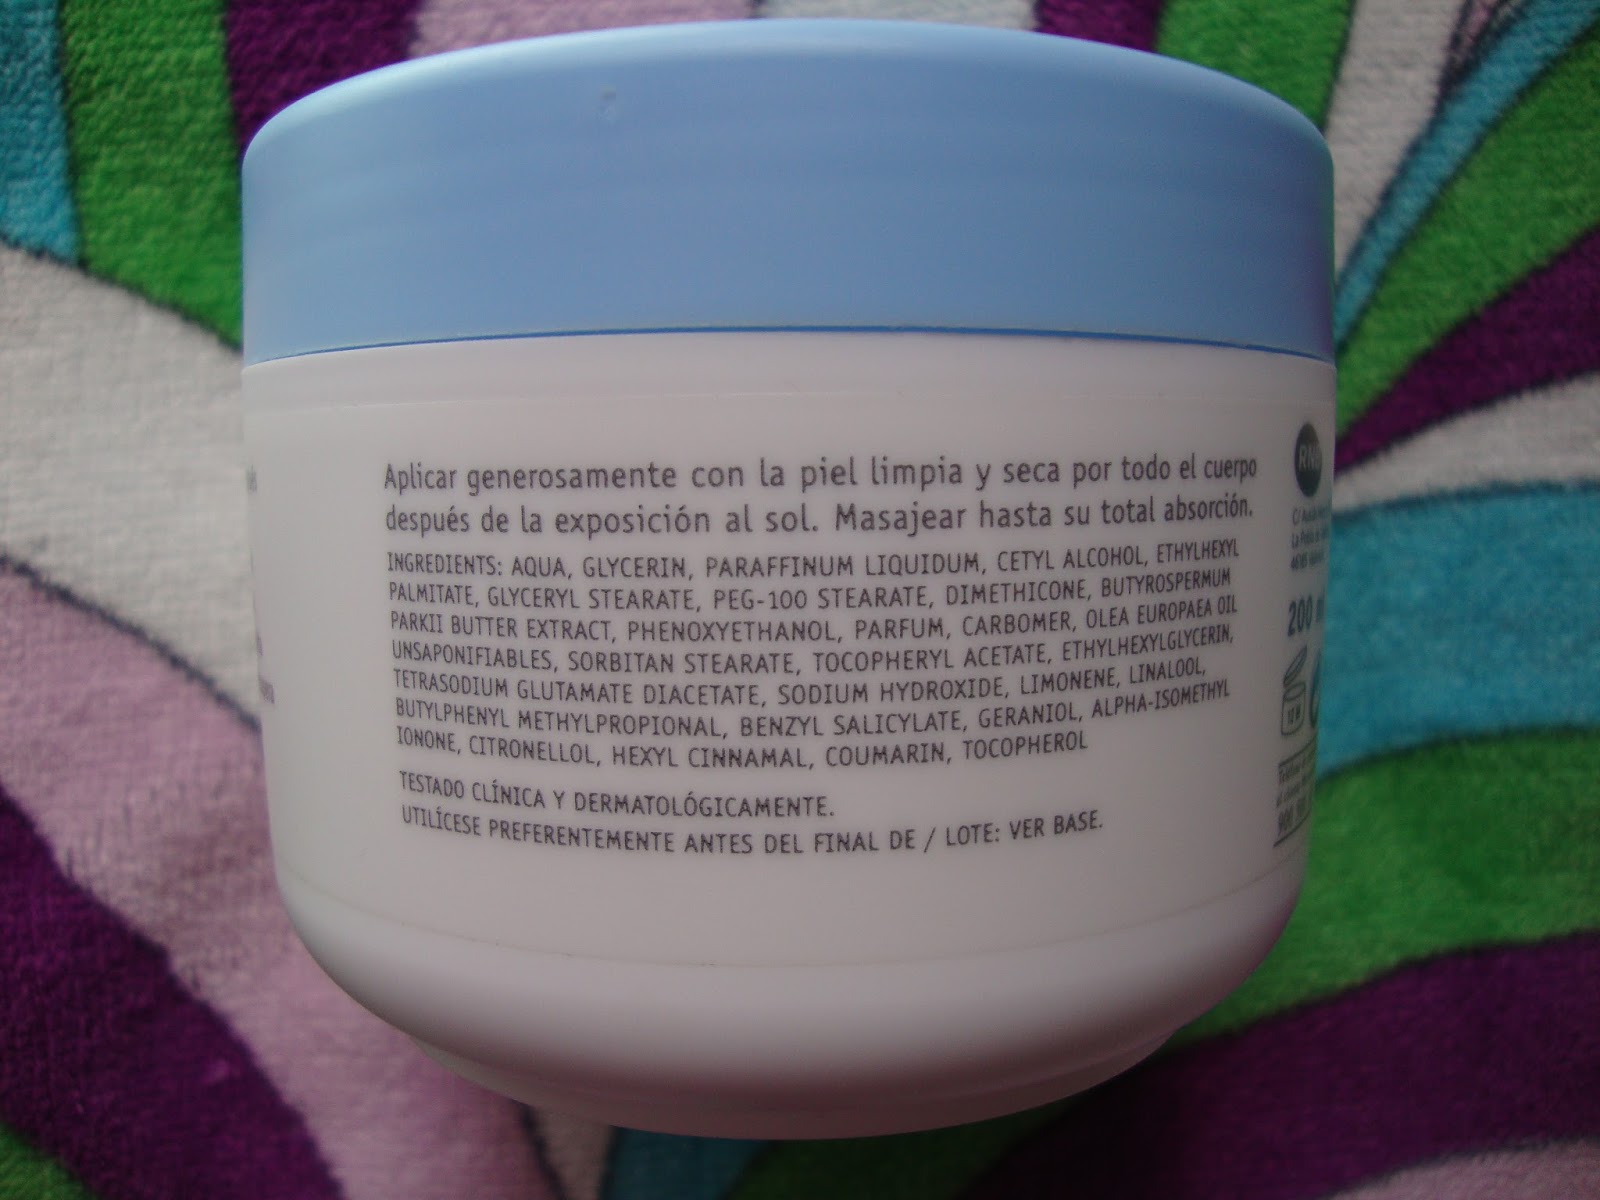 Aplicar generosamente con la piel limpia y seca por todo el cuerpo
después de la exposición al sol. Masajear hasta su total absorción.
INGREDIENTS: AQUA, GLYCERIN, PARAFFINUM LIQUIDUM, CETYL ALCOHOL, ETHYLHEXYL
PALMITATE, GLYCERYL STEARATE, PEG-100 STEARATE, DIMETHICONE, BUTYROSPERMUM
PARKII BUTTER EXTRACT, PHENOXYETHANOL, PARFUM, CARBOMER, OLEA EUROPAEA OIL
UNSAPONIFIABLES, SORBITAN STEARATE, TOCOPHERYL ACETATE, ETHYLHEXYLGLYCERIN,
TETRASODIUM GLUTAMATE DIACETATE, SODIUM HYDROXIDE, LIMONENE, LINALOOL,
BUTYLPHENYL METHYLPROPIONAL, BENZYL SALICYLATE, GERANIOL, ALPHA-ISOMETHYL
IONONE, CITRONELLOL, HEXYL CINNAMAL, COUMARIN, TOCOPHEROL
TESTADO CLÍNICA Y DERMATOLÓGICAMENTE.
UTILÍCESE PREFERENTEMENTE ANTES DEL FINAL DE / LOTE: VER BASE.
200
12 M